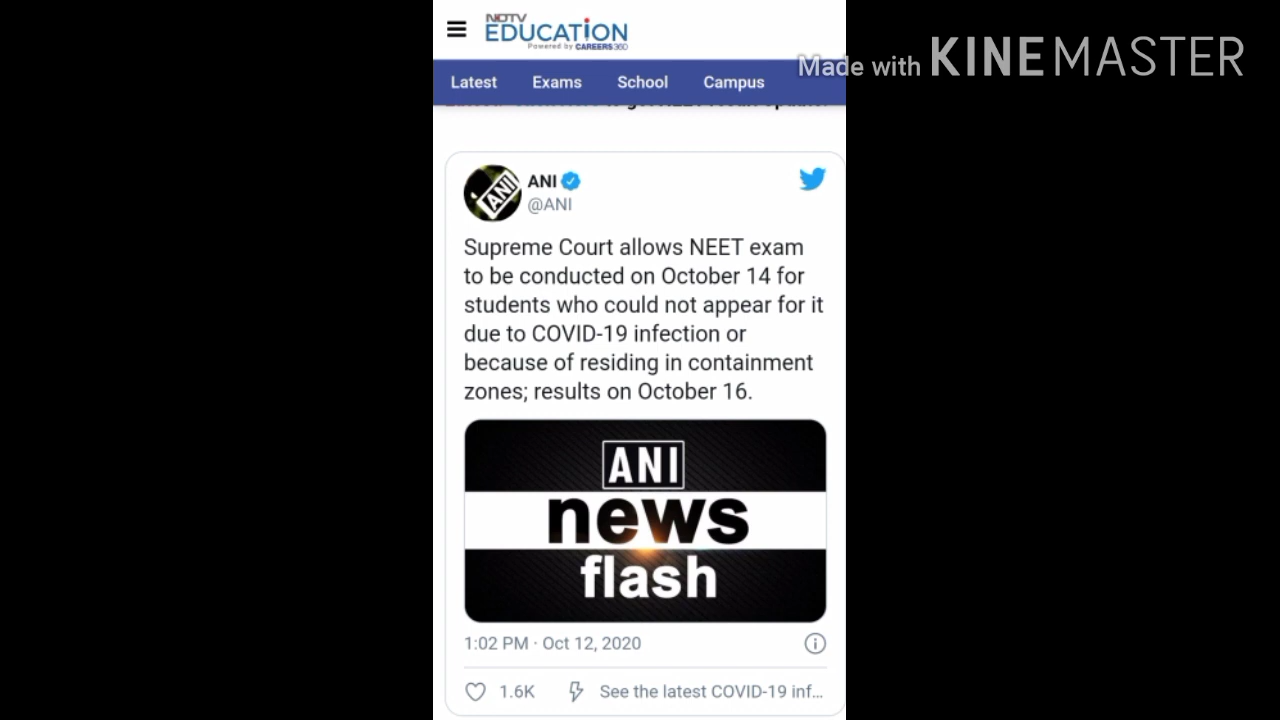 NDTV
EDUCATION
Powered by CAREERS360
Made with KINEMASTER
Latest Exams School Campus
ANI
@ANI
Supreme Court allows NEET exam
to be conducted on October 14 for
students who could not appear for it
due to COVID-19 infection or
because of residing in containment
zones; results on October 16.
ANI
ANI
news
flash
1:02 PM · Oct 12, 2020
1.6K See the latest COVID-19 inf...